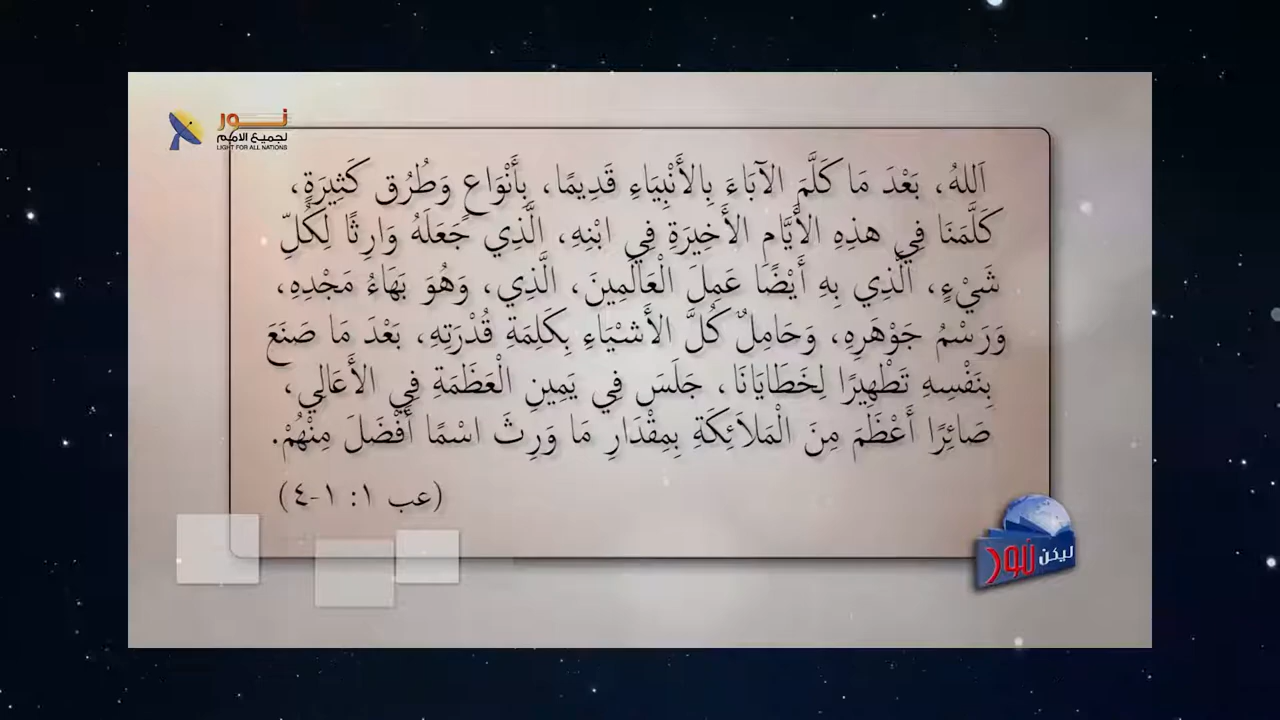 نور
لجميع الامم
LIGHT FOR ALL NATIONS
اَللهُ، بَعْدَ مَا كَلَّمَ الآبَاءَ بِالأَنْبِيَاءِ قَدِيمًا، بِأَنْوَاعٍ وَطُرُق كَثِيرَةٍ،
كَلَّمَنَا فِي هذِهِ الأَيَّامِ الأَخِيرَةِ فِي ابْنِهِ، الَّذِي جَعَلَهُ وَارِثًا لِكُلِّ
شَيْءٍ، الَّذِي بِهِ أَيْضًا عَمِلَ الْعَالَمِينَ، الَّذِي، وَهُوَ بَهَاءُ مَجْدِهِ،
وَرَسْمُ جَوْهَرِهِ، وَحَامِلٌ كُلَّ الأَشْيَاءِ بِكَلِمَةِ قُدْرَتِهِ، بَعْدَ مَا صَنَعَ
بِنَفْسِهِ تَطْهِيرًا لِخَطَايَانَا، جَلَسَ فِي يَمِينِ الْعَظَمَةِ فِي الأَعَالِي،
صَائِرًا أَعْظَمَ مِنَ الْمَلاَئِكَةِ بِمِقْدَارِ مَا وَرِثَ اسْمًا أَفْضَلَ مِنْهُمْ.
(عب ١: ١-٤)
ليكن نور